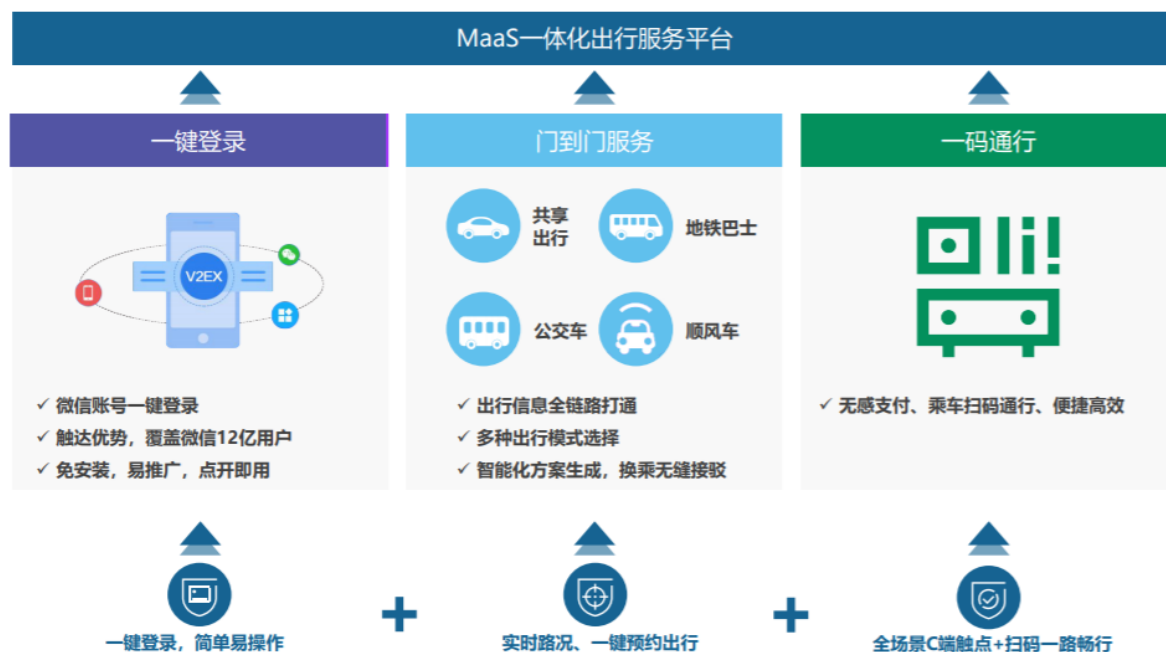 MaaS一体化出行服务平台
一键登录
门到门服务
一码通行
V2EX
共享
出行
地铁巴士
公交车
顺风车
✓ 微信账号一键登录
✓ 触达优势，覆盖微信12亿用户
✓ 免安装，易推广，点开即用
✓ 出行信息全链路打通
✓ 多种出行模式选择
✓ 智能化方案生成，换乘无缝接驳
✓ 无感支付、乘车扫码通行、便捷高效
+
+
一键登录，简单易操作
实时路况、一键预约出行
全场景C端触点+扫码一路畅行